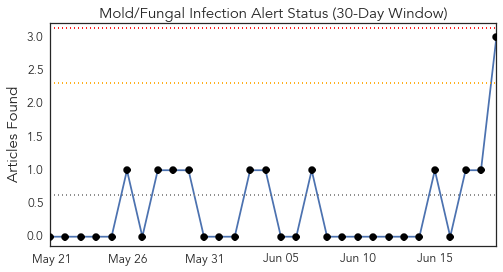 Mold/Fungal Infection Alert Status (30-Day Window)
Articles Found
3.0
2.5
2.0
1.5
1.0
0.5
0.0
May 21 May 26 May 31 Jun 05 Jun 10 Jun 15